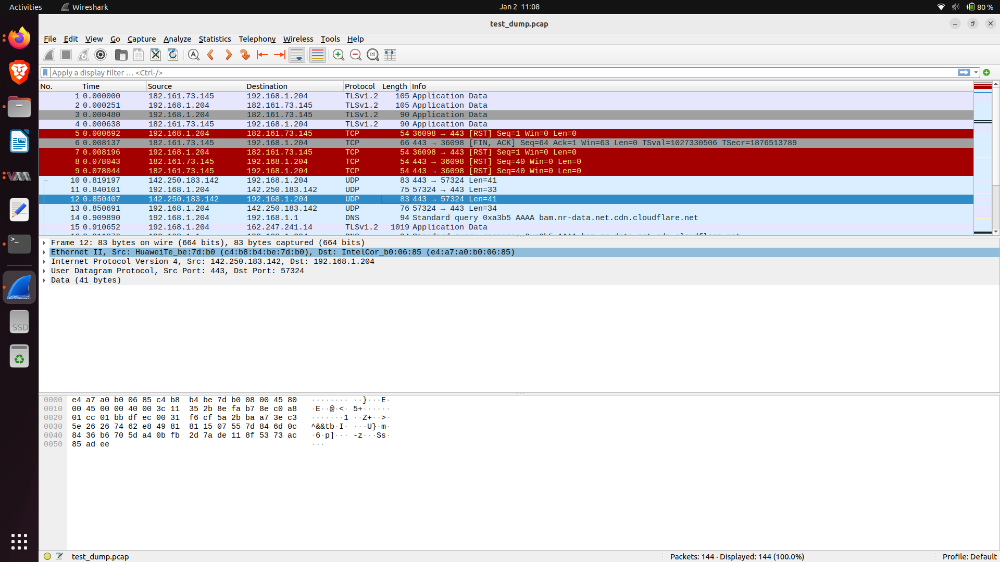 Activities Wireshark Jan 2 11:08 80 %
test_dump.pcap
File Edit View Go Capture Analyze Statistics Telephony Wireless Tools Help
Apply a display filter … <Ctrl-/>
No. Time Source Destination Protocol Length Info
1 0.000000 182.161.73.145 192.168.1.204 TLSv1.2 105 Application Data
2 0.000251 192.168.1.204 182.161.73.145 TLSv1.2 105 Application Data
3 0.000480 192.168.1.204 182.161.73.145 TLSv1.2 90 Application Data
4 0.000638 182.161.73.145 192.168.1.204 TLSv1.2 90 Application Data
5 0.000692 192.168.1.204 182.161.73.145 TCP 54 36098 → 443 [RST] Seq=1 Win=0 Len=0
6 0.008137 182.161.73.145 192.168.1.204 TCP 66 443 → 36098 [FIN, ACK] Seq=64 Ack=1 Win=63 Len=0 TSval=1027330506 TSecr=1876513789
7 0.008196 192.168.1.204 182.161.73.145 TCP 54 36098 → 443 [RST] Seq=1 Win=0 Len=0
8 0.078043 182.161.73.145 192.168.1.204 TCP 54 443 → 36098 [RST] Seq=40 Win=0 Len=0
9 0.078044 182.161.73.145 192.168.1.204 TCP 54 443 → 36098 [RST] Seq=40 Win=0 Len=0
10 0.819197 142.250.183.142 192.168.1.204 UDP 83 443 → 57324 Len=41
11 0.840101 192.168.1.204 142.250.183.142 UDP 75 57324 → 443 Len=33
12 0.850407 142.250.183.142 192.168.1.204 UDP 83 443 → 57324 Len=41
13 0.850691 192.168.1.204 142.250.183.142 UDP 76 57324 → 443 Len=34
14 0.909890 192.168.1.204 192.168.1.1 DNS 94 Standard query 0xa3b5 AAAA bam.nr-data.net.cdn.cloudflare.net
15 0.910652 192.168.1.204 162.247.241.14 TLSv1.2 1019 Application Data
Frame 12: 83 bytes on wire (664 bits), 83 bytes captured (664 bits)
Ethernet II, Src: HuaweiTe_be:7d:b0 (c4:b8:b4:be:7d:b0), Dst: IntelCor_b0:06:85 (e4:a7:a0:b0:06:85)
Internet Protocol Version 4, Src: 142.250.183.142, Dst: 192.168.1.204
User Datagram Protocol, Src Port: 443, Dst Port: 57324
Data (41 bytes)
0000 e4 a7 a0 b0 06 85 c4 b8 b4 be 7d b0 08 00 45 80 ········ ··}···E·
0010 00 45 00 00 40 00 3c 11 35 2b 8e fa b7 8e c0 a8 ·E··@·<· 5+······
0020 01 cc 01 bb df ec 00 31 f6 cf 5a 2b ba a7 3e c3 ·······1 ··Z+··>·
0030 5e 26 26 74 62 e8 49 81 81 15 07 55 7d 84 6d 0c ^&&tb·I· ···U}·m·
0040 84 36 b6 70 5d a4 0b fb 2d 7a de 11 8f 53 73 ac ·6·p]··· -z···Ss·
0050 85 ad ee ···
SSD
test_dump.pcap Packets: 144 · Displayed: 144 (100.0%) Profile: Default